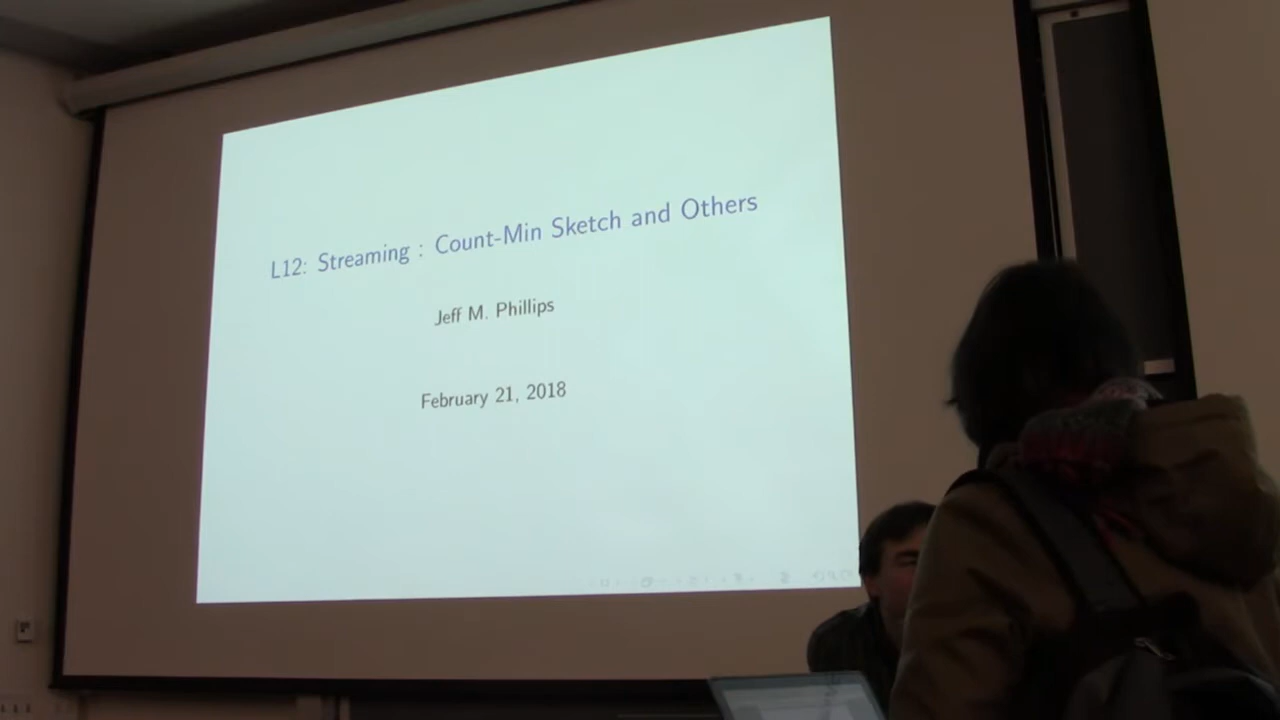 L12: Streaming : Count-Min Sketch and Others
Jeff M. Phillips
February 21, 2018